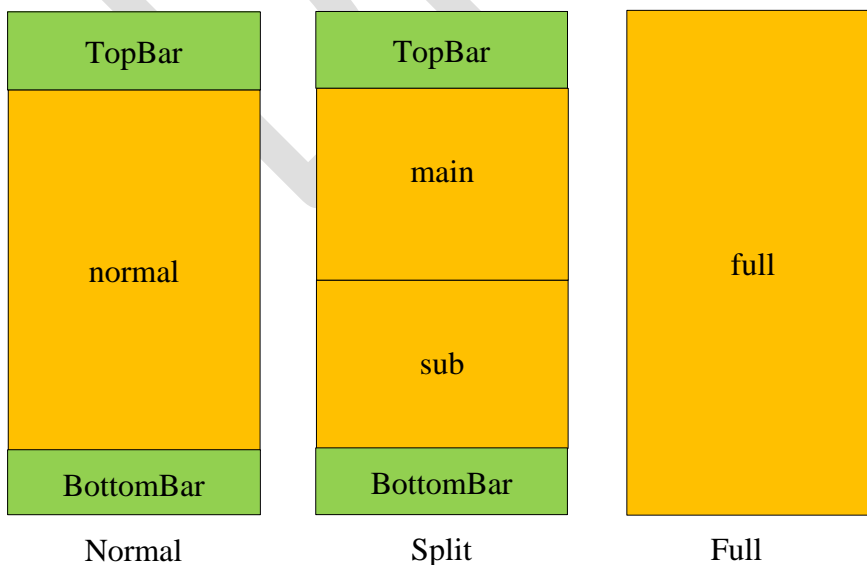 TopBar
normal
BottomBar
Normal
TopBar
main
sub
BottomBar
Split
full
Full